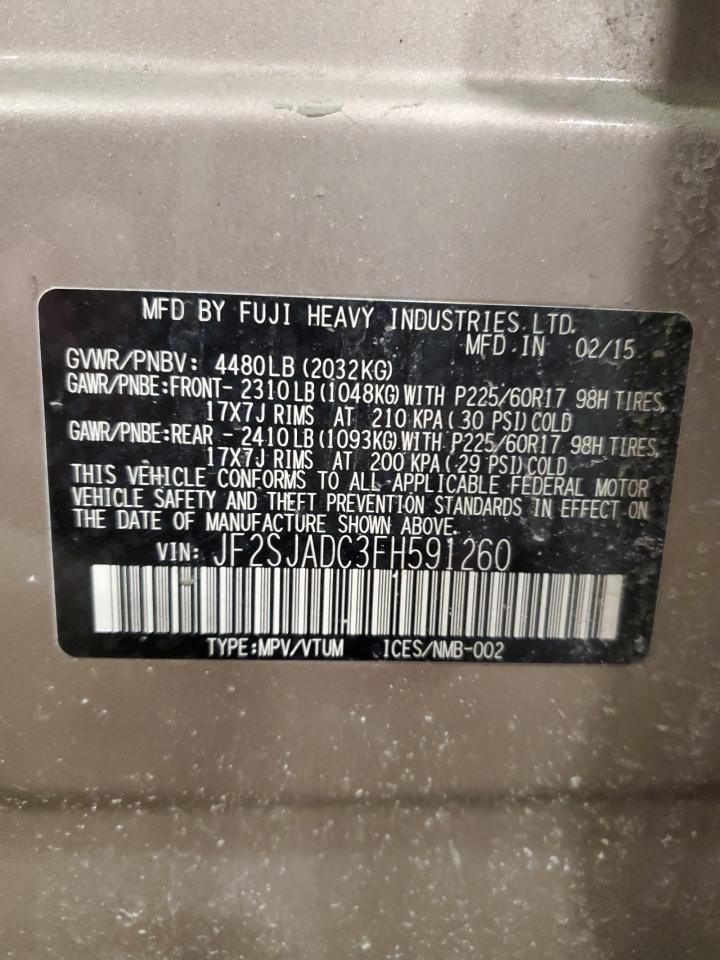 MFD BY FUJI HEAVY INDUSTRIES LTD.
MFD IN 02/15
GVWR/PNBV: 4480LB (2032KG)
GAWR/PNBE:FRONT- 2310LB(1048KG)WITH P225/60R17 98H TIRES,
17X7J RIMS AT 210 KPA( 30 PSI)COLD
GAWR/PNBE:REAR - 2410LB(1093KG)WITH P225/60R17 98H TIRES,
17X7J RIMS AT 200 KPA( 29 PSI)COLD
THIS VEHICLE CONFORMS TO ALL APPLICABLE FEDERAL MOTOR
VEHICLE SAFETY AND THEFT PREVENTION STANDARDS IN EFFECT ON
THE DATE OF MANUFACTURE SHOWN ABOVE.
VIN: JF2SJADC3FH591260
TYPE:MPV/VTUM ICES/NMB-002